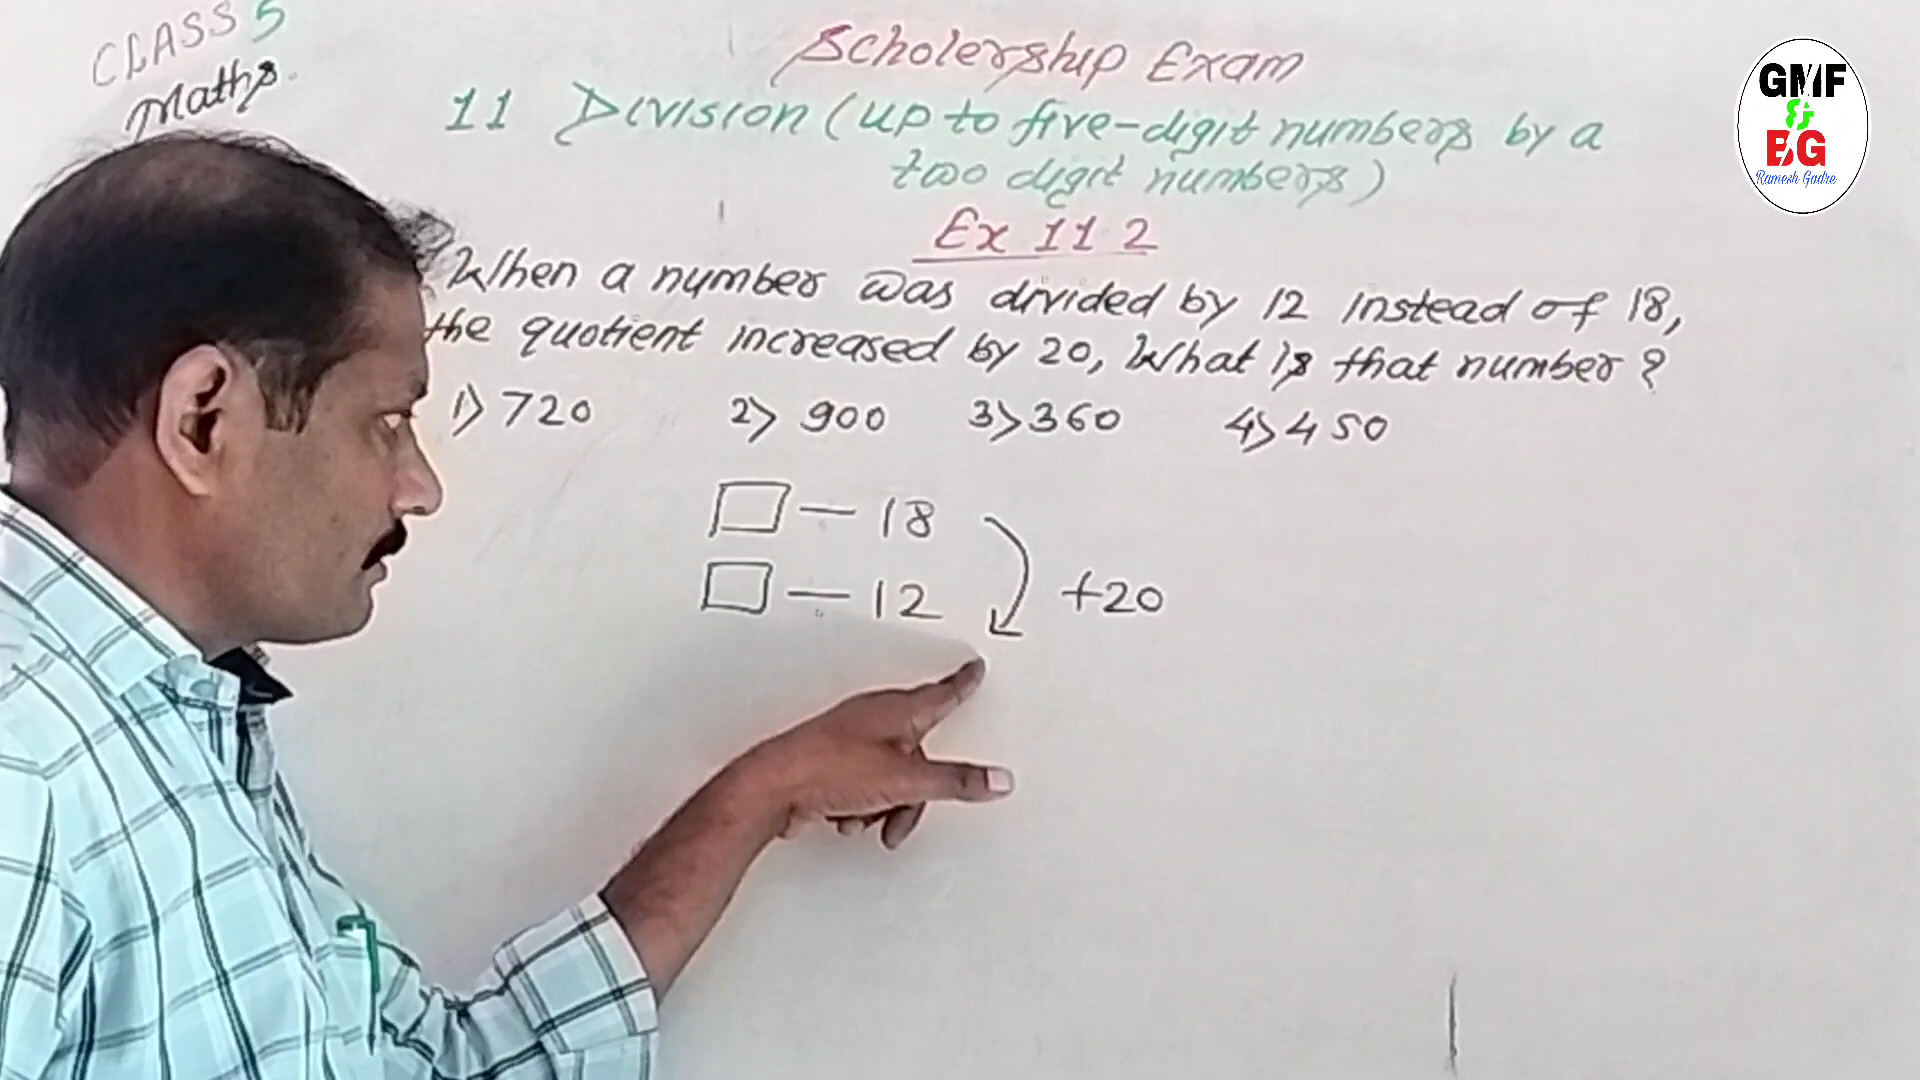 CLASS 5
Maths.
Scholership Exam
11 Division (up to five-digit numbers by a
two digit numbers)
Ex 11 2
When a number was divided by 12 instead of 18,
the quotient increased by 20, What is that number ?
1) 720 2) 900 3) 360 4) 450
□ — 18
□ — 12
+20
GMF
&
BG
Ramesh Gadre